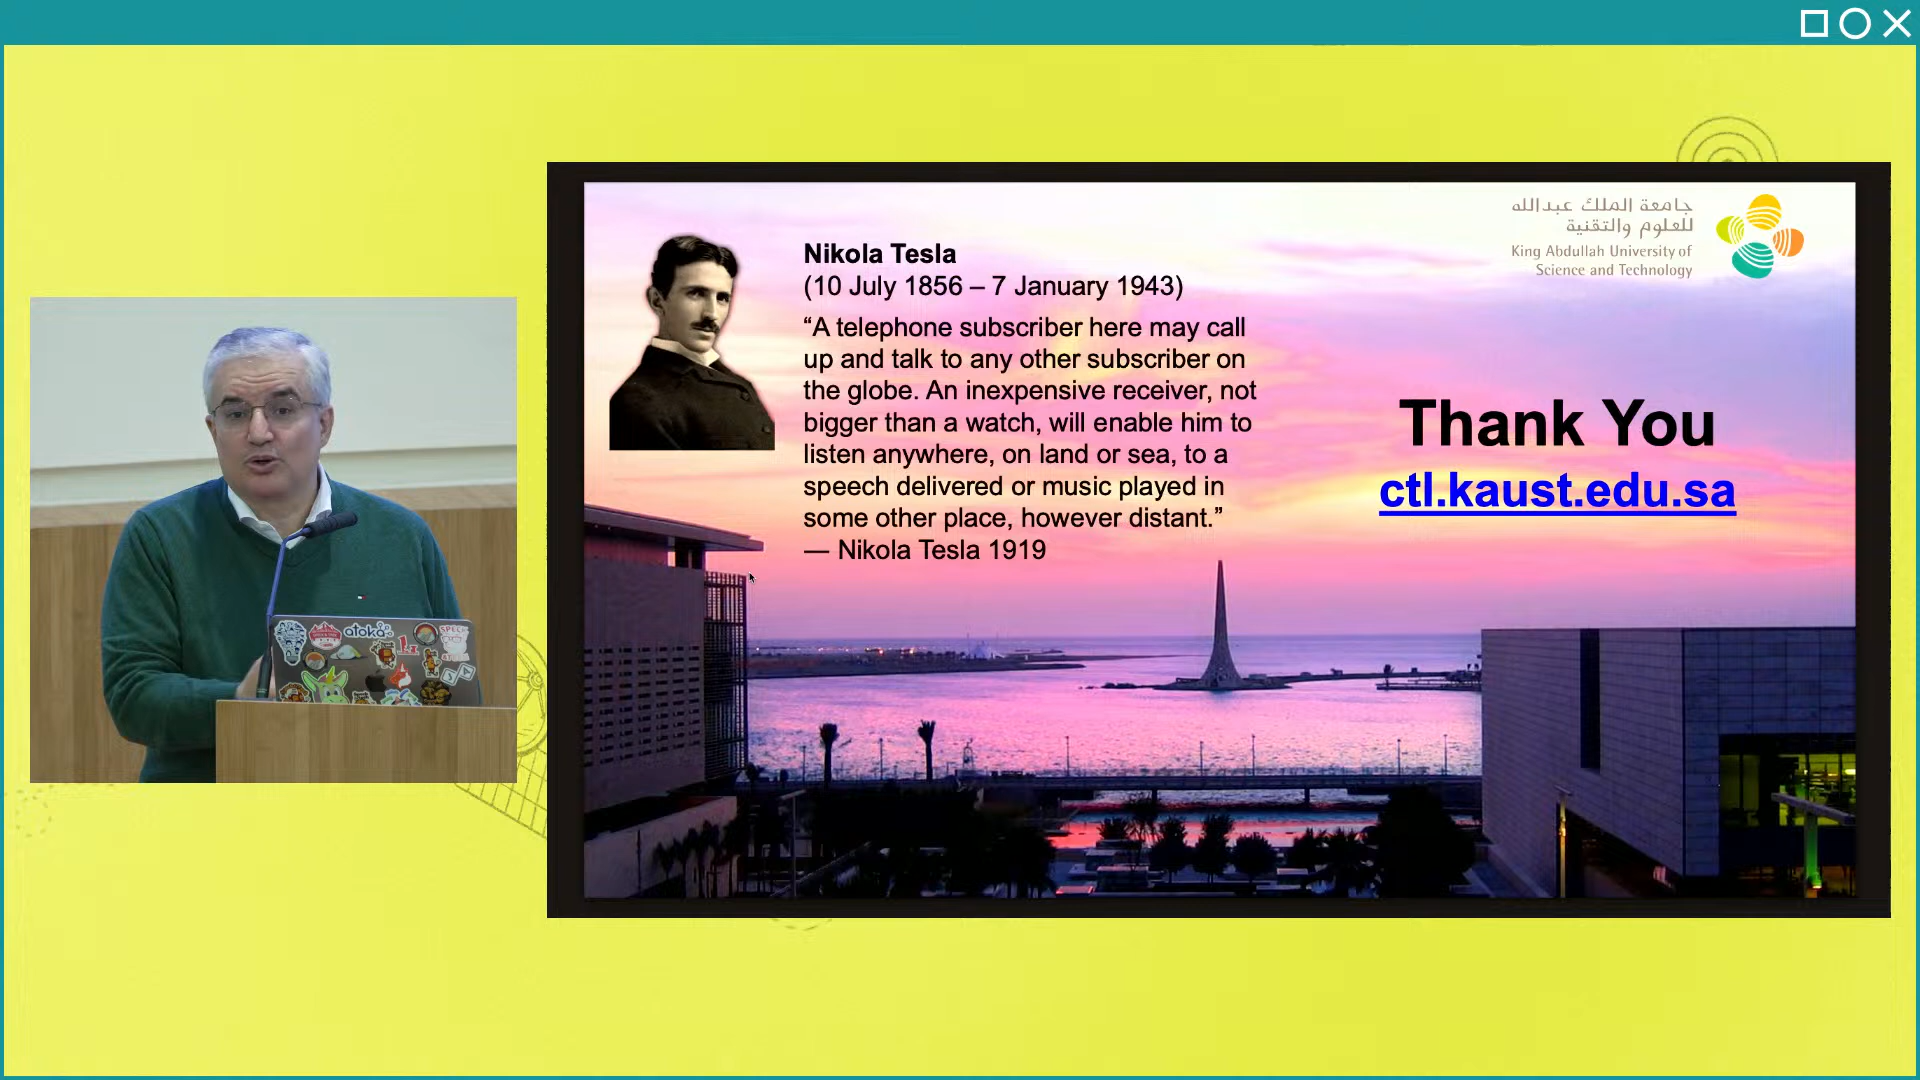 جامعة الملك عبدالله
للعلوم والتقنية
King Abdullah University of
Science and Technology
Nikola Tesla
(10 July 1856 – 7 January 1943)
“A telephone subscriber here may call
up and talk to any other subscriber on
the globe. An inexpensive receiver, not
bigger than a watch, will enable him to
listen anywhere, on land or sea, to a
speech delivered or music played in
some other place, however distant.”
— Nikola Tesla 1919
Thank You
ctl.kaust.edu.sa
atoka
SPECK